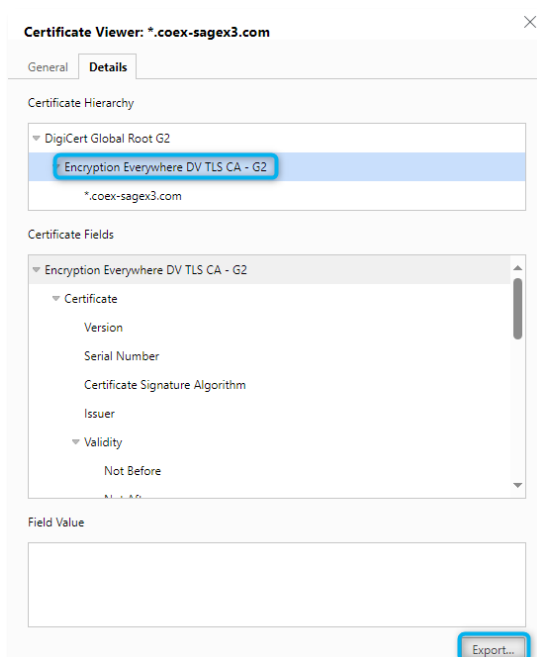 Certificate Viewer: *.coex-sagex3.com
General Details
Certificate Hierarchy
DigiCert Global Root G2
Encryption Everywhere DV TLS CA - G2
*.coex-sagex3.com
Certificate Fields
Encryption Everywhere DV TLS CA - G2
Certificate
Version
Serial Number
Certificate Signature Algorithm
Issuer
Validity
Not Before
Field Value
Export...